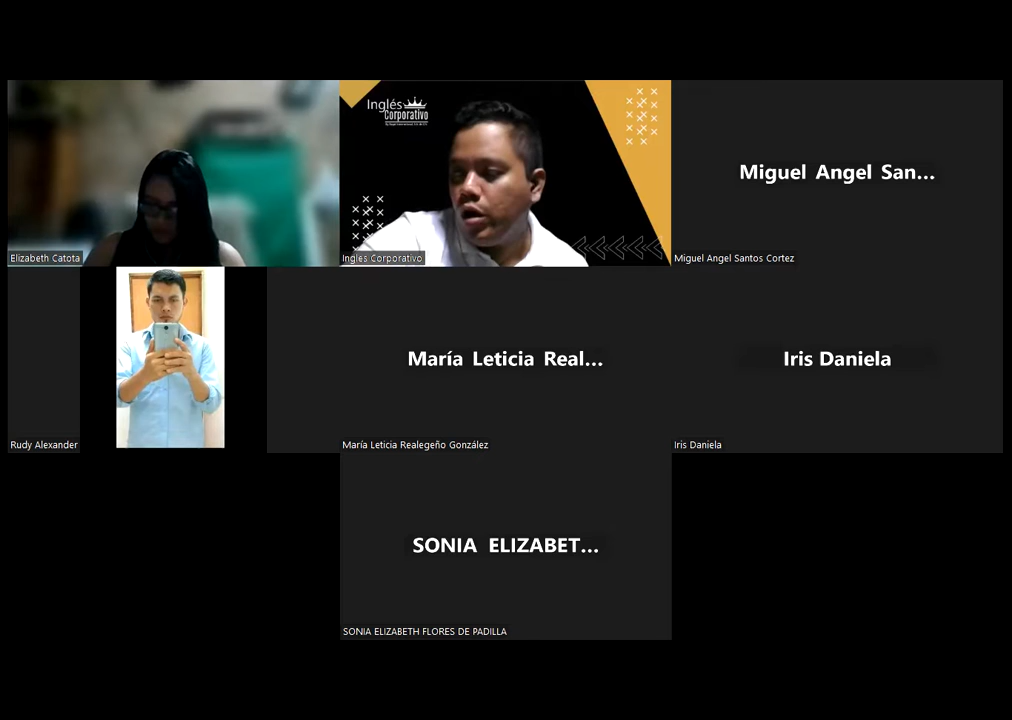 Inglés
Corporativo
Elizabeth Catota
Ingles Corporativo
Miguel Angel San...
Miguel Angel Santos Cortez
Rudy Alexander
María Leticia Real...
María Leticia Realegeño González
Iris Daniela
Iris Daniela
SONIA ELIZABET...
SONIA ELIZABETH FLORES DE PADILLA